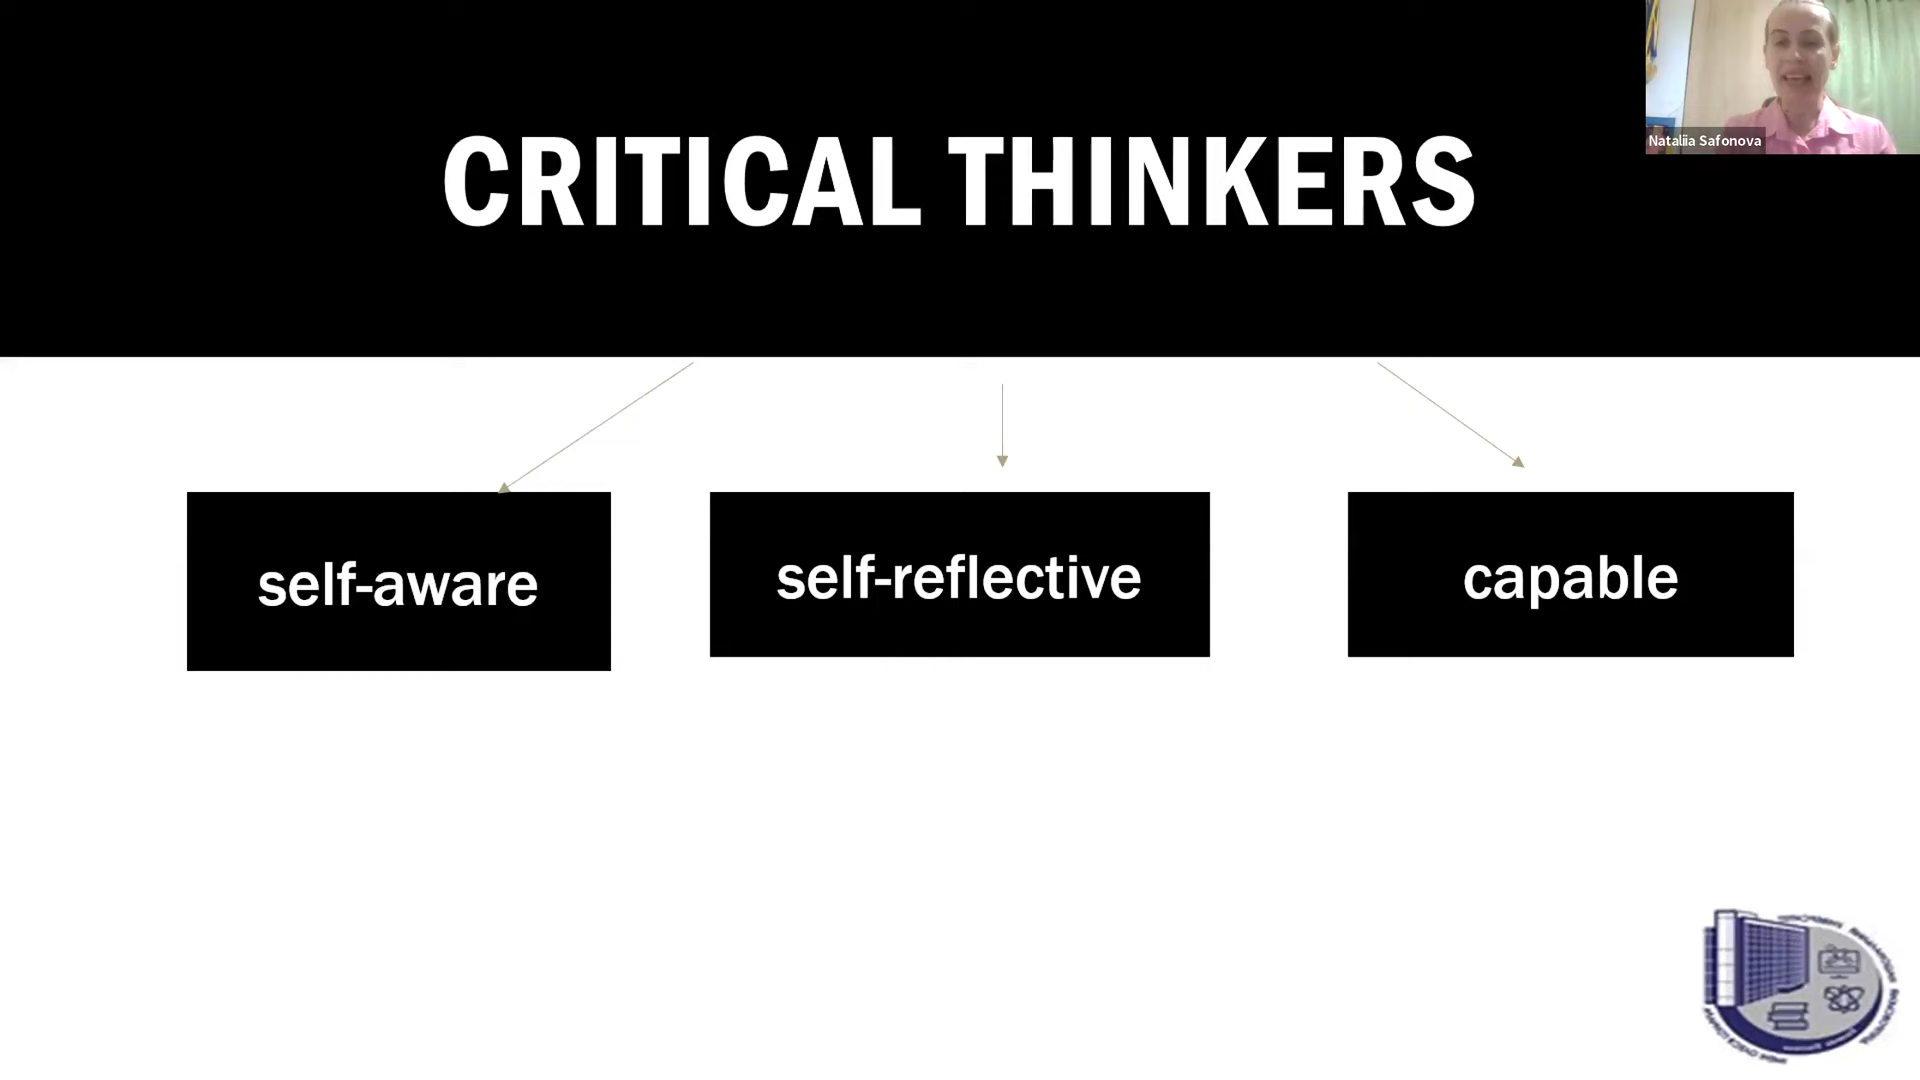 Nataliia Safonova
CRITICAL THINKERS
self-aware
self-reflective
capable